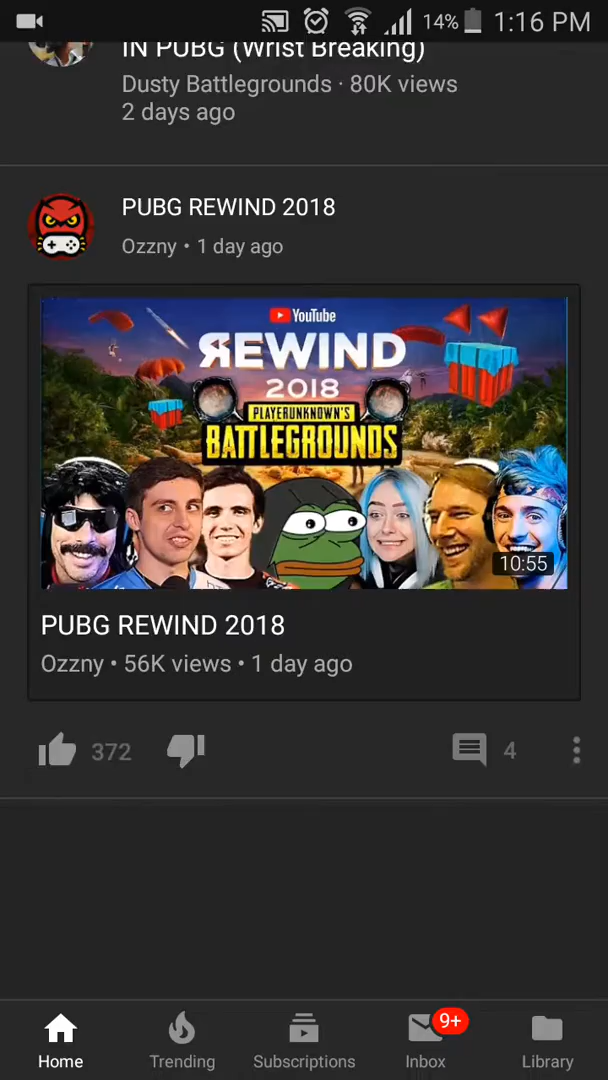 14% 1:16 PM
IN PUBG (Wrist Breaking)
Dusty Battlegrounds · 80K views
2 days ago
PUBG REWIND 2018
Ozzny • 1 day ago
YouTube
REWIND
2018
PLAYERUNKNOWN'S
BATTLEGROUNDS
10:55
PUBG REWIND 2018
Ozzny • 56K views • 1 day ago
372 4
9+
Home Trending Subscriptions Inbox Library